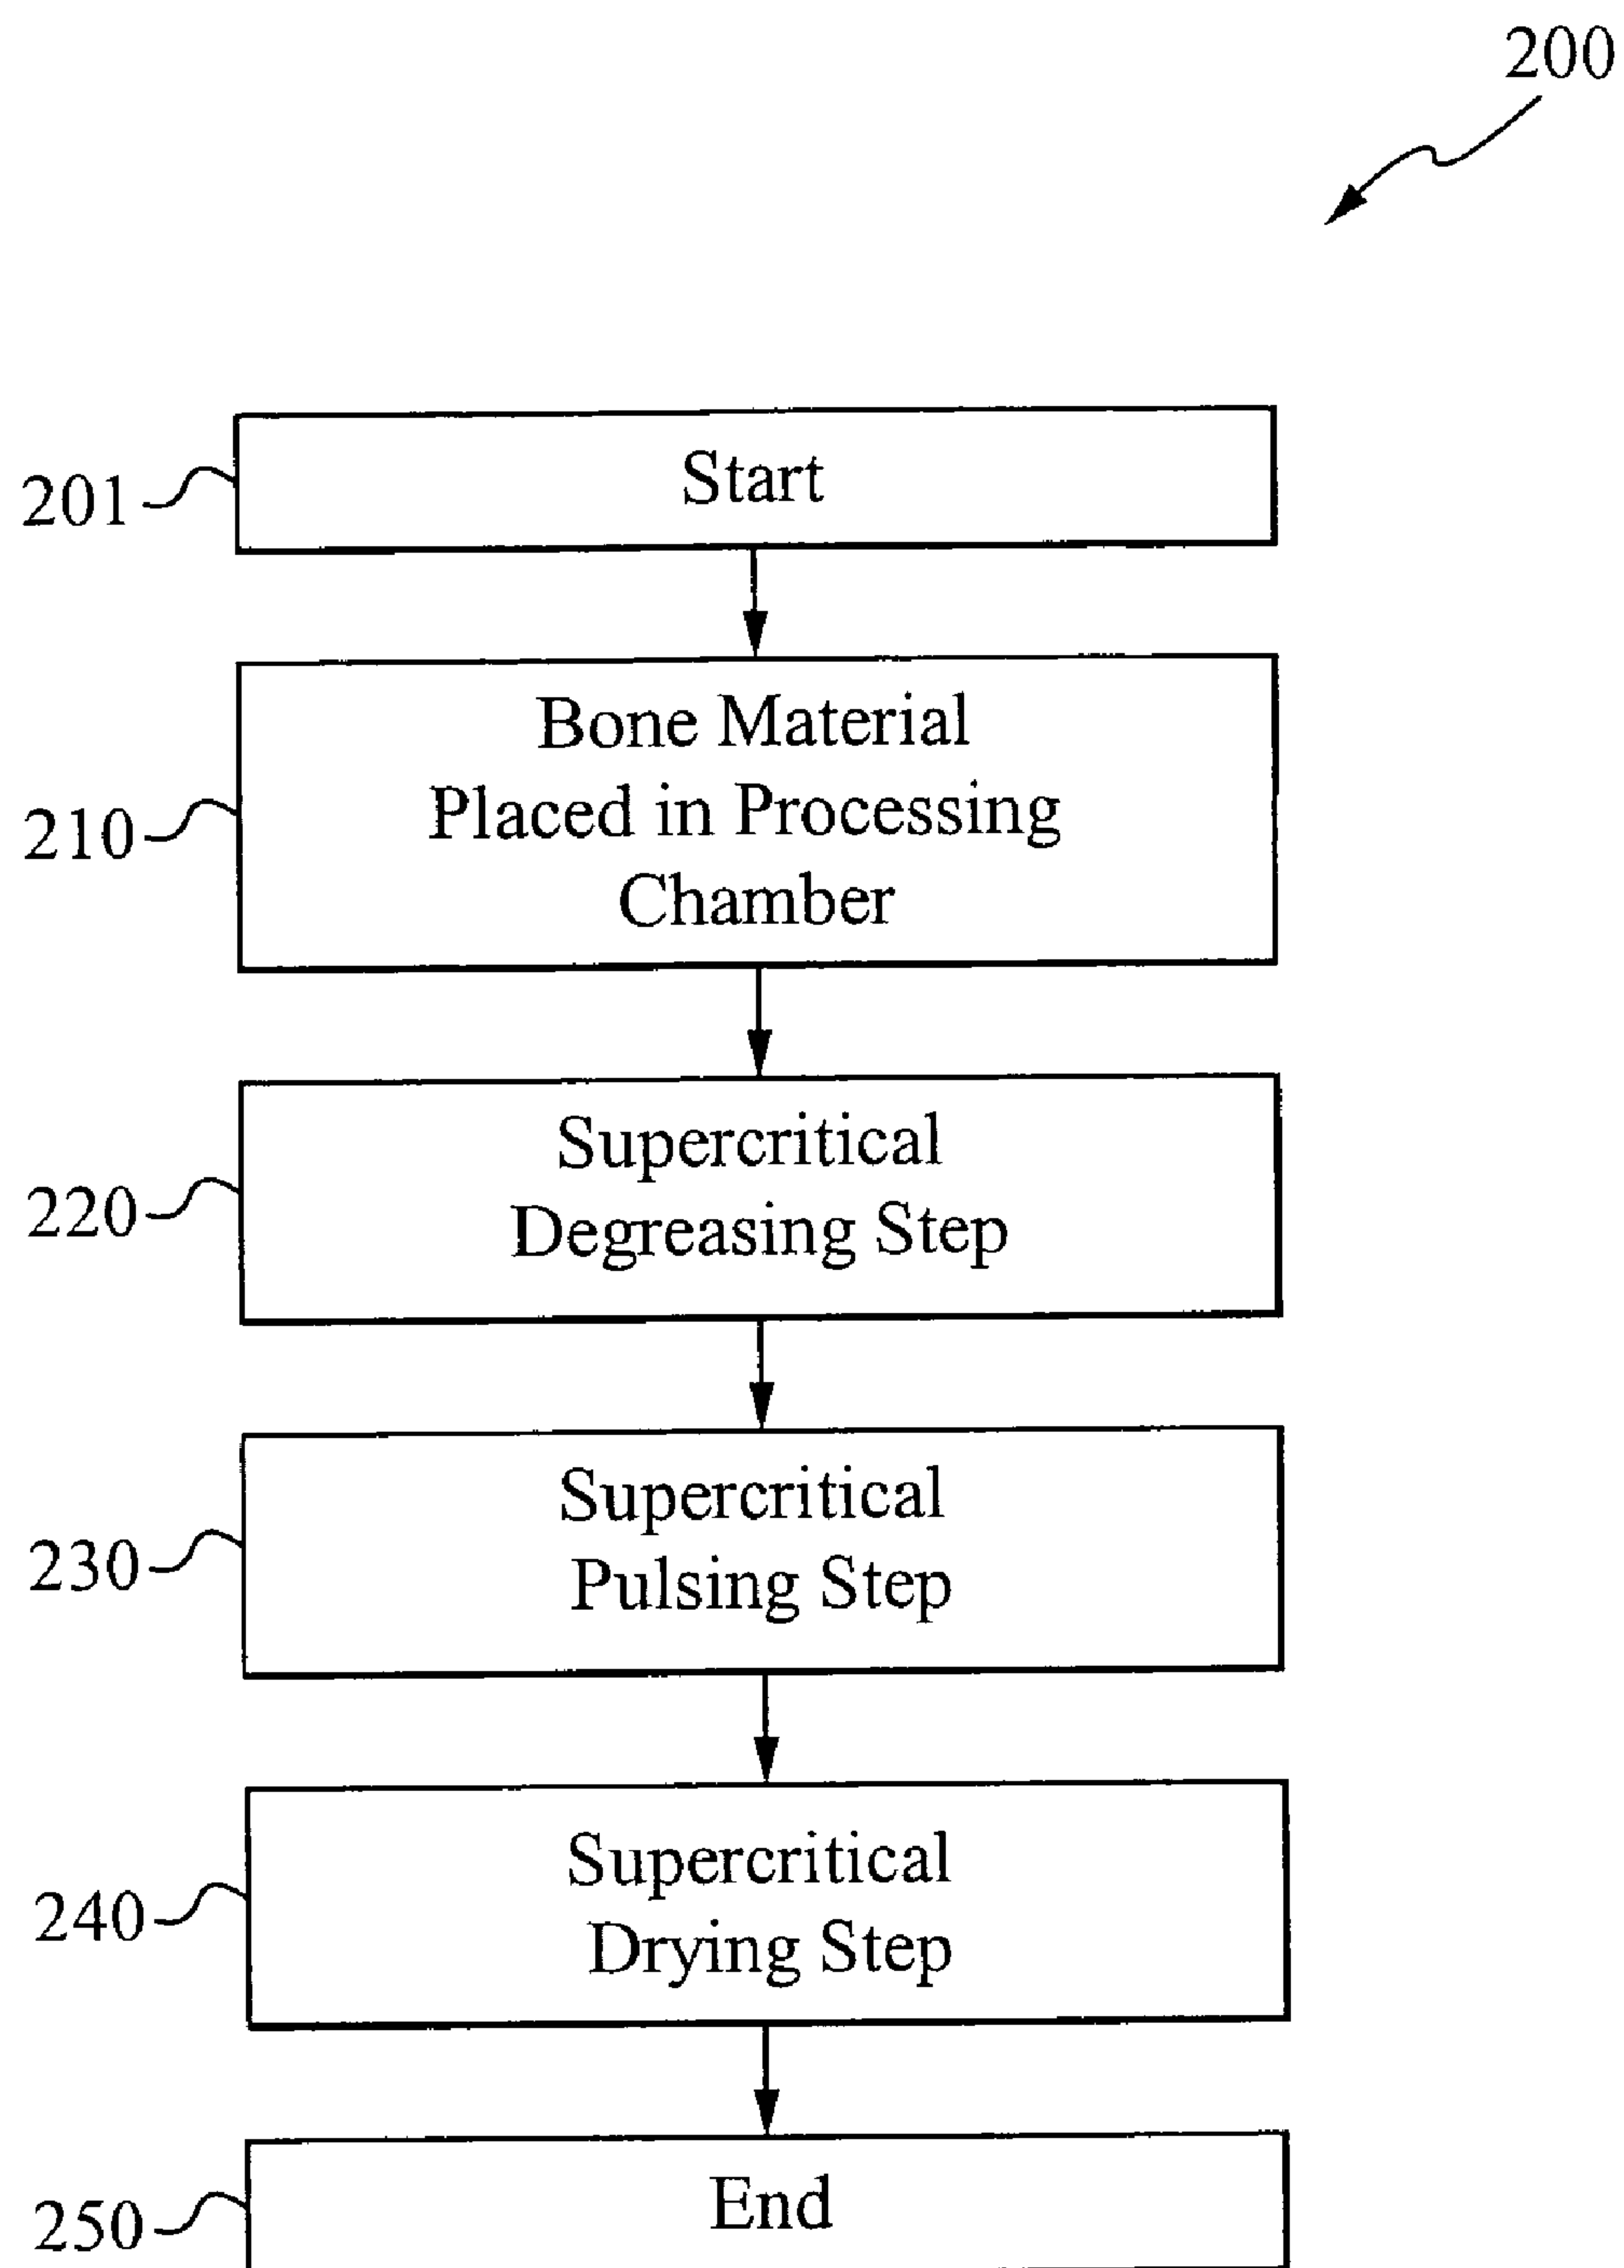 200
201
Start
210
Bone Material
Placed in Processing
Chamber
220
Supercritical
Degreasing Step
230
Supercritical
Pulsing Step
240
Supercritical
Drying Step
250
End